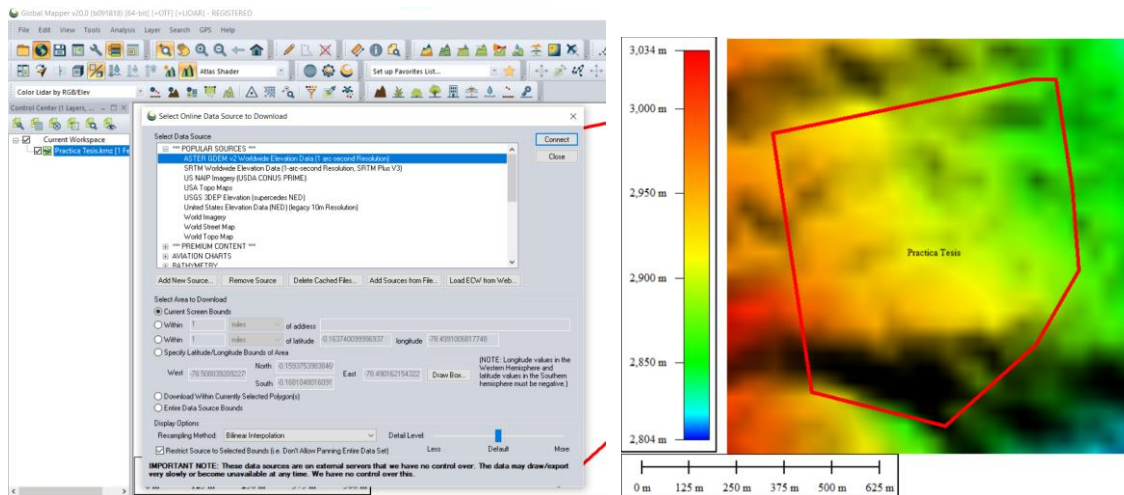 Global Mapper v20.0 (b091818) [64-bit] [+OTF] [+LIDAR] - REGISTERED
File Edit View Tools Analysis Layer Search GPS Help
Atlas Shader
Set up Favorites List...
Color Lidar by RGB/Elev
Control Center (1 Layers, ...
Current Workspace
Practica Tesis.kmz [1 Fe
Select Online Data Source to Download
Select Data Source
*** POPULAR SOURCES ***
ASTER GDEM v2 Worldwide Elevation Data (1 arc-second Resolution)
SRTM Worldwide Elevation Data (1-arc-second Resolution, SRTM Plus V3)
US NAIP Imagery (USDA CONUS PRIME)
USA Topo Maps
USGS 3DEP Elevation (supercedes NED)
United States Elevation Data (NED) (legacy 10m Resolution)
World Imagery
World Street Map
World Topo Map
*** PREMIUM CONTENT ***
AVIATION CHARTS
BATHYMETRY
Connect
Close
Add New Source... Remove Source Delete Cached Files... Add Sources from File... Load ECW from Web...
Select Area to Download
Current Screen Bounds
Within 1 miles of address
Within 1 miles of latitude longitude
Specify Latitude/Longitude Bounds of Area
North
West East Draw Box...
South
(NOTE: Longitude values in the
Western Hemisphere and
latitude values in the Southern
hemisphere must be negative.)
Download Within Currently Selected Polygon(s)
Entire Data Source Bounds
Display Options
Resampling Method: Bilinear Interpolation Detail Level:
Restrict Source to Selected Bounds (i.e. Don't Allow Panning Entire Data Set) Less Default More
IMPORTANT NOTE: These data sources are on external servers that we have no control over. The data may draw/export
very slowly or become unavailable at any time. We have no control over this.
3,034 m
3,000 m
2,950 m
2,900 m
2,850 m
2,804 m
Practica Tesis
0 m 125 m 250 m 375 m 500 m 625 m